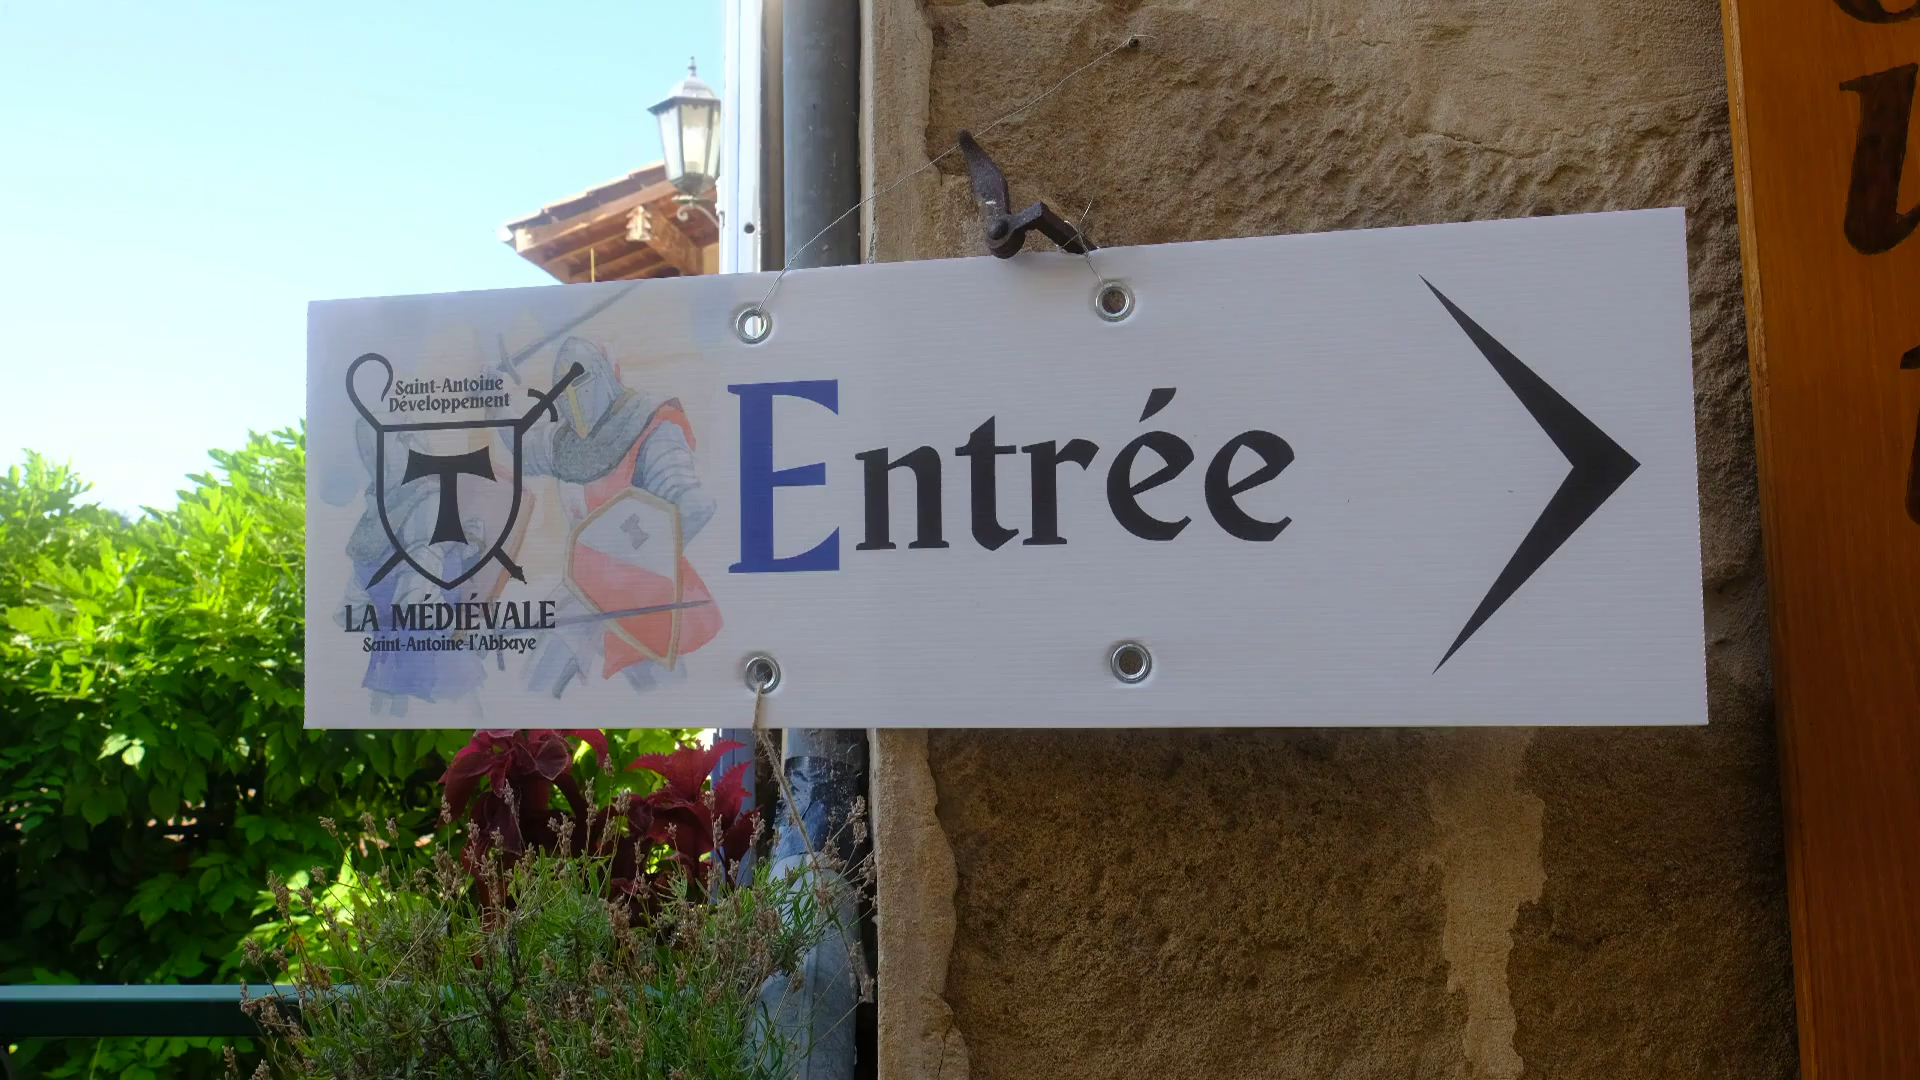 Saint-Antoine
Développement
T
LA MÉDIÉVALE
Saint-Antoine-l'Abbaye
Entrée